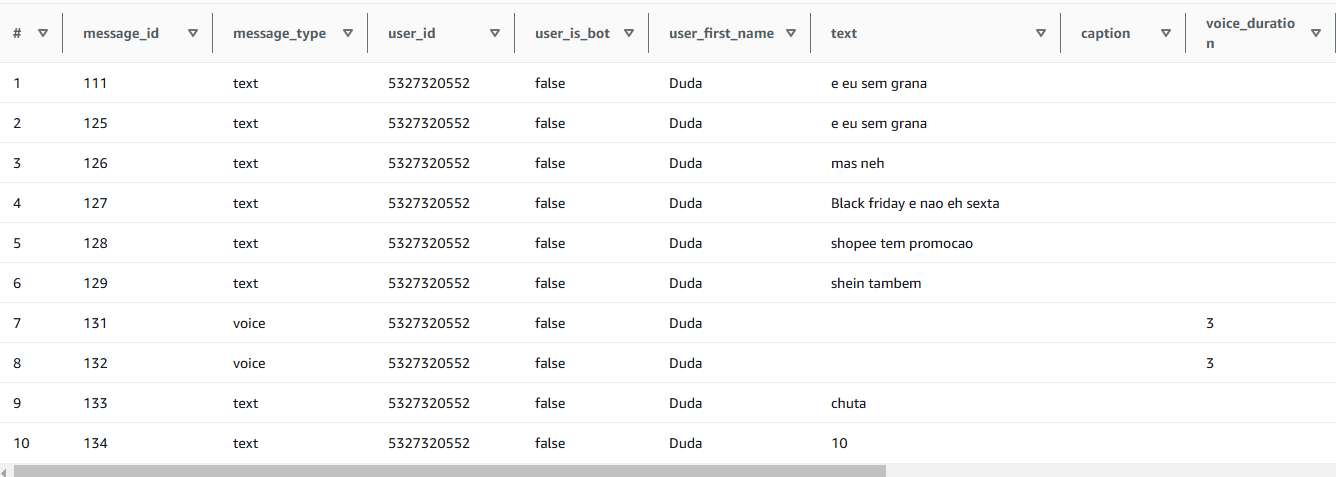 # message_id message_type user_id user_is_bot user_first_name text caption voice_duratio
n
1 111 text 5327320552 false Duda e eu sem grana
2 125 text 5327320552 false Duda e eu sem grana
3 126 text 5327320552 false Duda mas neh
4 127 text 5327320552 false Duda Black friday e nao eh sexta
5 128 text 5327320552 false Duda shopee tem promocao
6 129 text 5327320552 false Duda shein tambem
7 131 voice 5327320552 false Duda 3
8 132 voice 5327320552 false Duda 3
9 133 text 5327320552 false Duda chuta
10 134 text 5327320552 false Duda 10